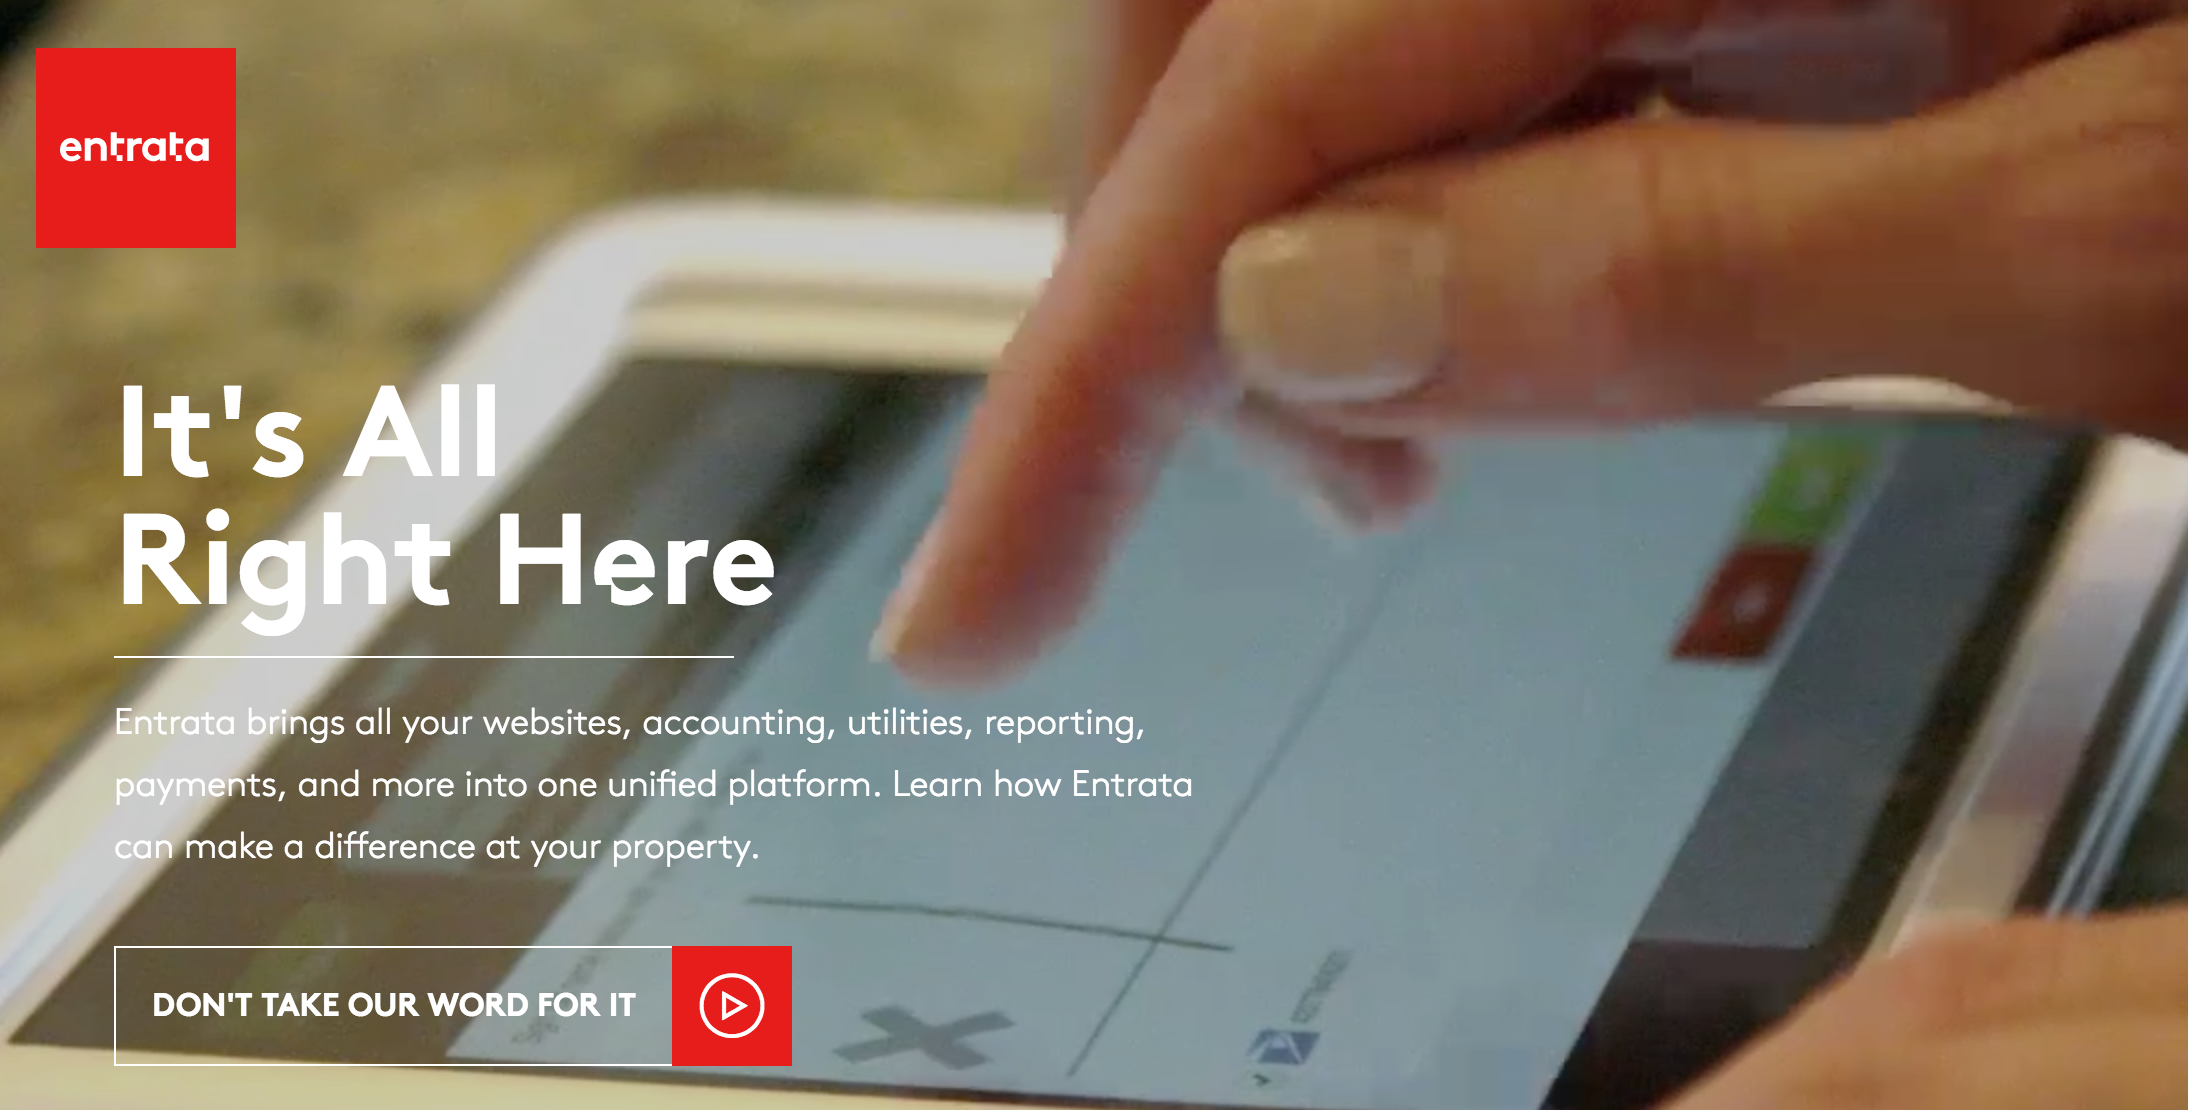 entrata
It's All
Right Here
Entrata brings all your websites, accounting, utilities, reporting,
payments, and more into one unified platform. Learn how Entrata
can make a difference at your property.
DON'T TAKE OUR WORD FOR IT